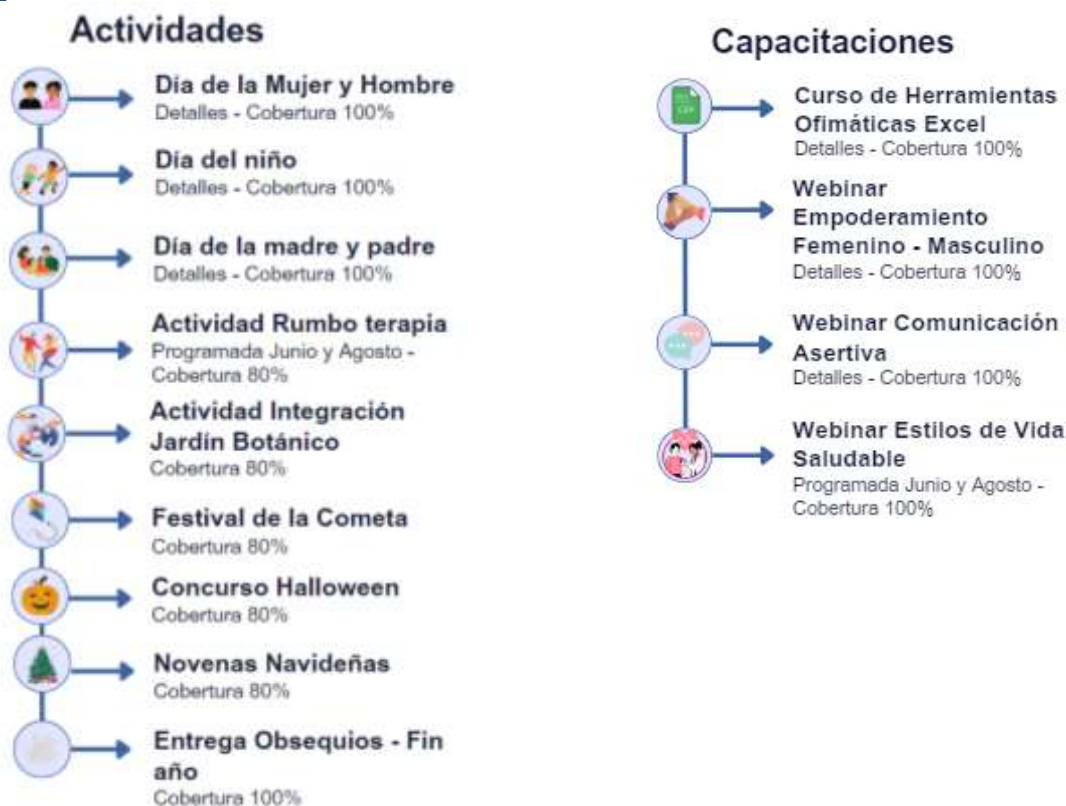 Actividades
Día de la Mujer y Hombre
Detalles - Cobertura 100%
Día del niño
Detalles - Cobertura 100%
Día de la madre y padre
Detalles - Cobertura 100%
Actividad Rumbo terapia
Programada Junio y Agosto -
Cobertura 80%
Actividad Integración
Jardín Botánico
Cobertura 80%
Festival de la Cometa
Cobertura 80%
Concurso Halloween
Cobertura 80%
Novenas Navideñas
Cobertura 80%
Entrega Obsequios - Fin
año
Cobertura 100%
Capacitaciones
Curso de Herramientas
Ofimáticas Excel
Detalles - Cobertura 100%
Webinar
Empoderamiento
Femenino - Masculino
Detalles - Cobertura 100%
Webinar Comunicación
Asertiva
Detalles - Cobertura 100%
Webinar Estilos de Vida
Saludable
Programada Junio y Agosto -
Cobertura 100%